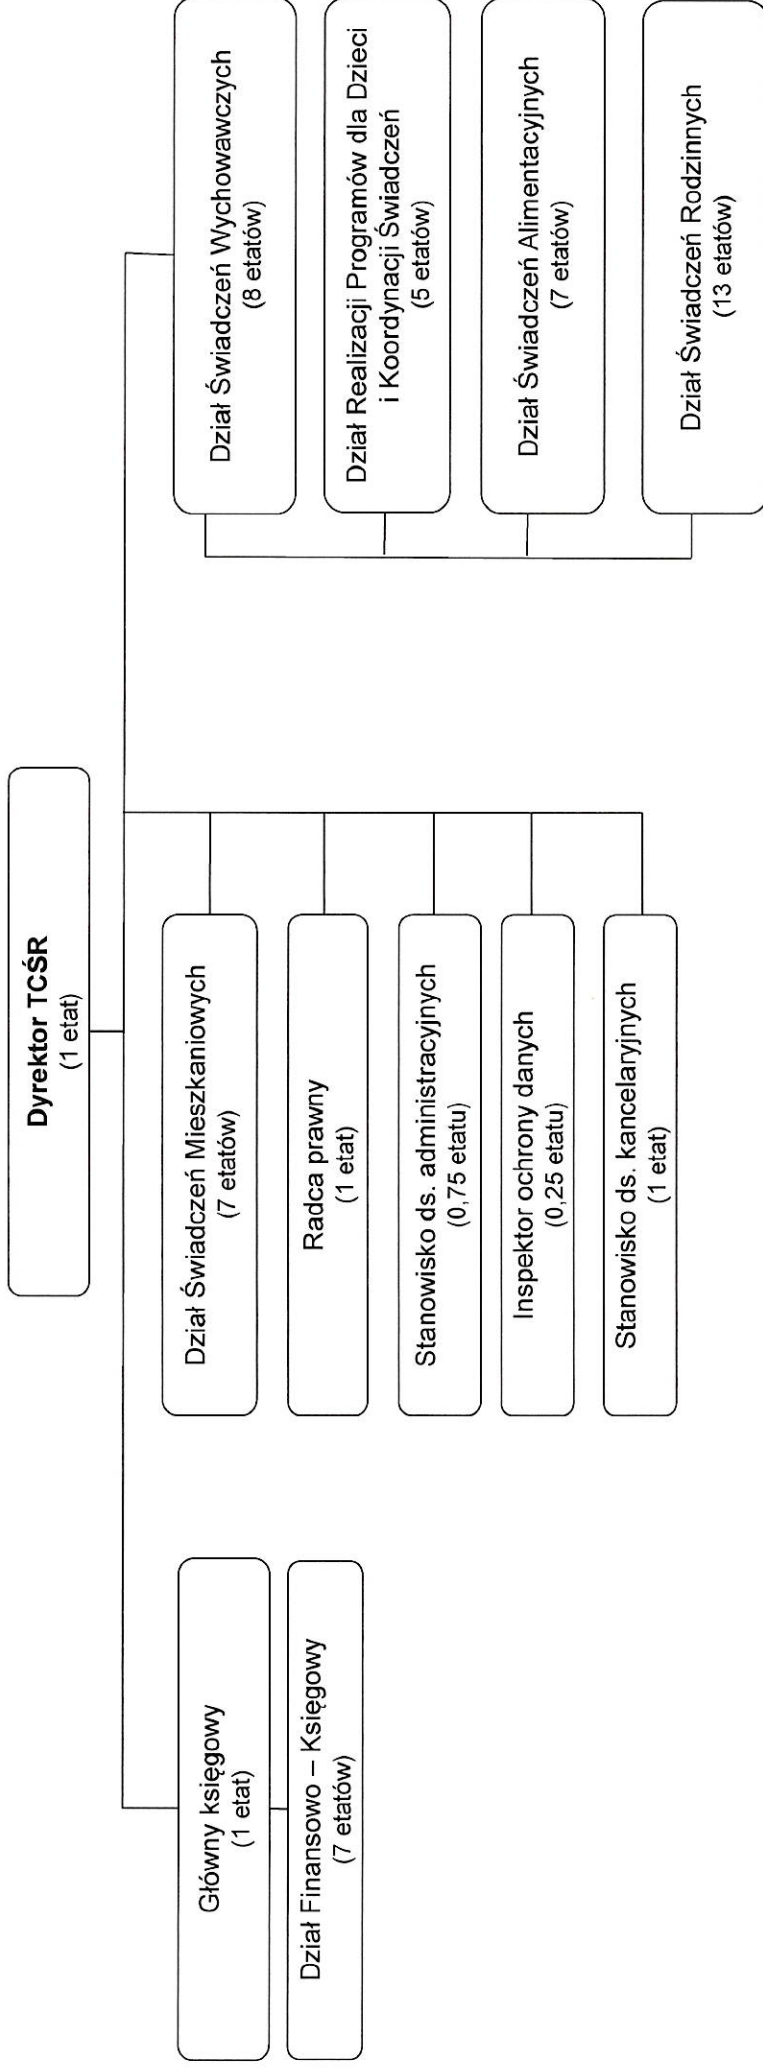 Dyrektor TCŚR
(1 etat)
Główny księgowy
(1 etat)
Dział Finansowo – Księgowy
(7 etatów)
Dział Świadczeń Mieszkaniowych
(7 etatów)
Radca prawny
(1 etat)
Stanowisko ds. administracyjnych
(0,75 etatu)
Inspektor ochrony danych
(0,25 etatu)
Stanowisko ds. kancelaryjnych
(1 etat)
Dział Świadczeń Wychowawczych
(8 etatów)
Dział Realizacji Programów dla Dzieci
i Koordynacji Świadczeń
(5 etatów)
Dział Świadczeń Alimentacyjnych
(7 etatów)
Dział Świadczeń Rodzinnych
(13 etatów)